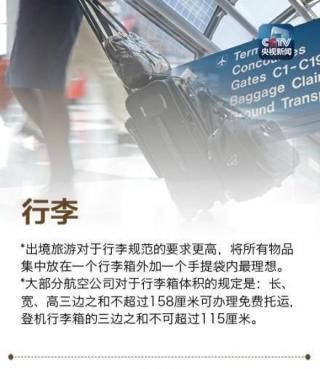 CCTV
央视新闻
Term
Concourse
Gates C1-C19
Baggage Clai
Ground Transp
行李
*出境旅游对于行李规范的要求更高，将所有物品
集中放在一个行李箱外加一个手提袋内最理想。
*大部分航空公司对于行李箱体积的规定是：长、
宽、高三边之和不超过158厘米可办理免费托运，
登机行李箱的三边之和不可超过115厘米。